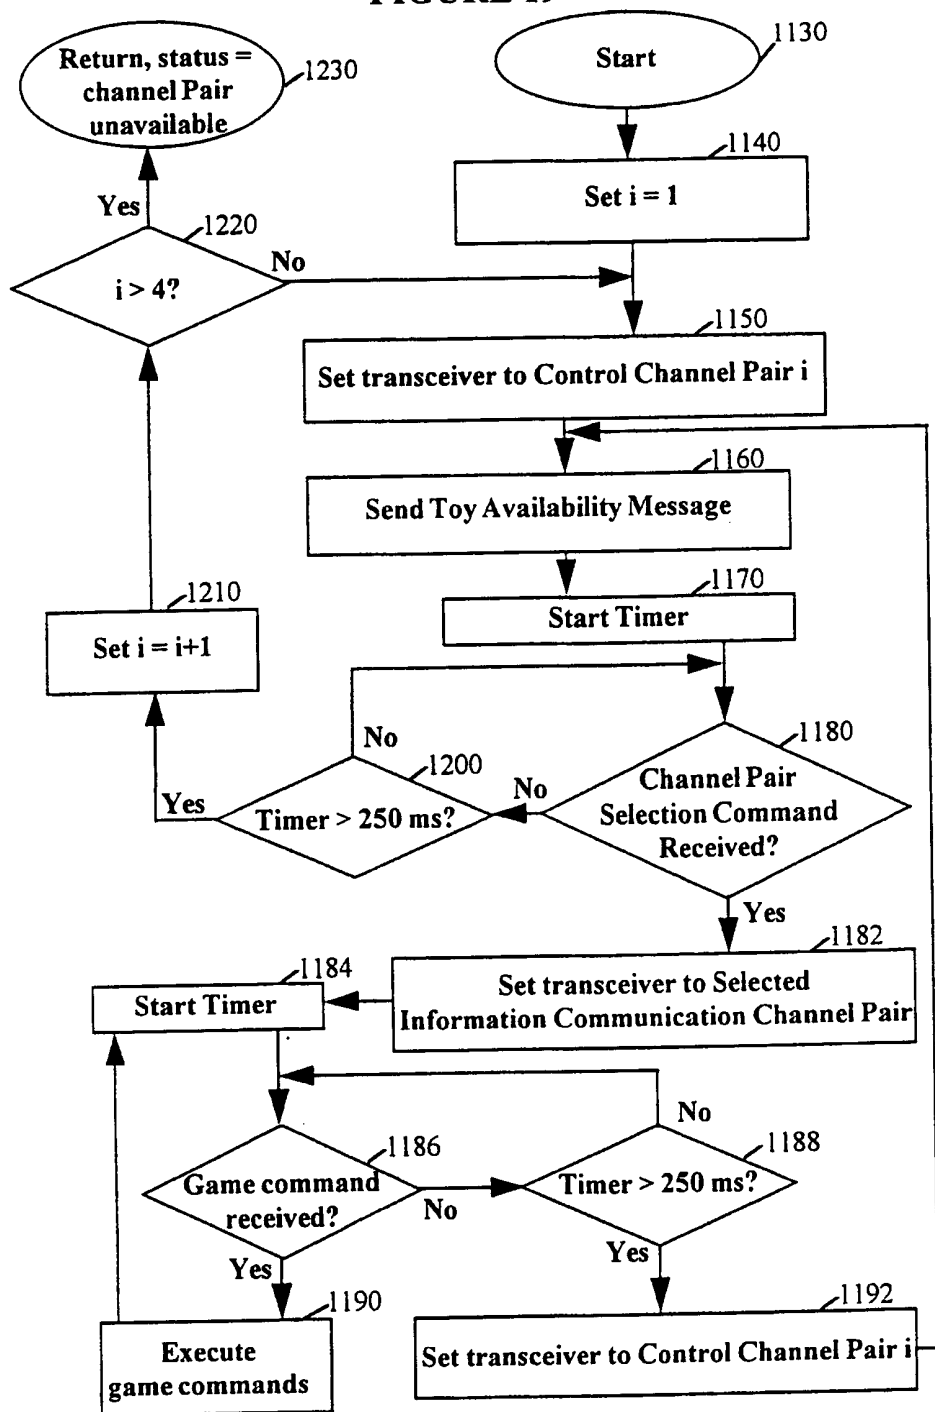 Return, status =
channel Pair
unavailable
1230
Start
1130
1140
Set i = 1
Yes
1220
No
i > 4?
1150
Set transceiver to Control Channel Pair i
1160
Send Toy Availability Message
1170
Start Timer
1210
Set i = i+1
No
1200
Timer > 250 ms?
Yes
No
1180
Channel Pair
Selection Command
Received?
Yes
1182
Set transceiver to Selected
Information Communication Channel Pair
1184
Start Timer
1186
Game command
received?
No
No
1188
Timer > 250 ms?
Yes
Yes
1190
Execute
game commands
1192
Set transceiver to Control Channel Pair i